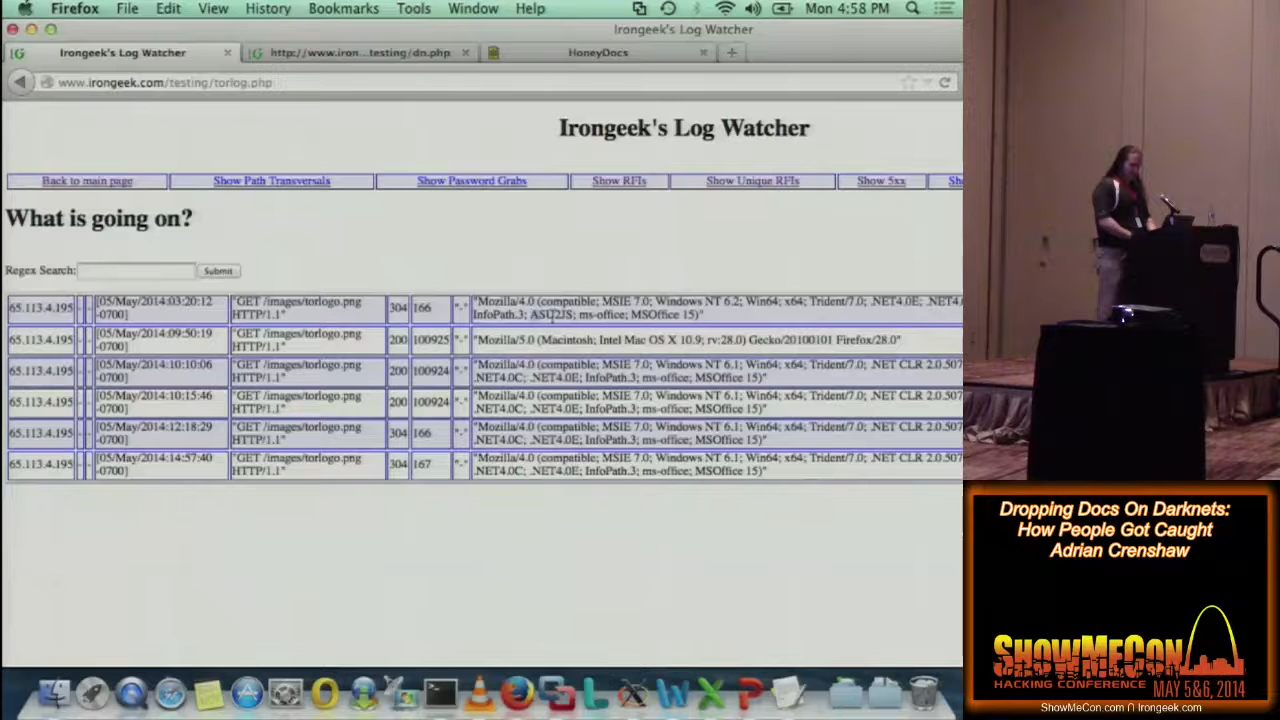 Firefox File Edit View History Bookmarks Tools Window Help Mon 4:58 PM
Irongeek's Log Watcher
Irongeek's Log Watcher http://www.iron...testing/dn.php HoneyDocs
www.irongeek.com/testing/torlog.php
Irongeek's Log Watcher
Back to main page Show Path Transversals Show Password Grabs Show RFIs Show Unique RFIs Show 5xx Sh
What is going on?
Regex Search: Submit
65.113.4.195 - - [05/May/2014:03:20:12 -0700] "GET /images/torlogo.png HTTP/1.1" 304 166 "-" "Mozilla/4.0 (compatible; MSIE 7.0; Windows NT 6.2; Win64; x64; Trident/7.0; .NET4.0E; .NET4.
InfoPath.3; ASU2JS; ms-office; MSOffice 15)"
65.113.4.195 - - [05/May/2014:09:50:19 -0700] "GET /images/torlogo.png HTTP/1.1" 200 100925 "-" "Mozilla/5.0 (Macintosh; Intel Mac OS X 10.9; rv:28.0) Gecko/20100101 Firefox/28.0"
65.113.4.195 - - [05/May/2014:10:10:06 -0700] "GET /images/torlogo.png HTTP/1.1" 200 100924 "-" "Mozilla/4.0 (compatible; MSIE 7.0; Windows NT 6.1; Win64; x64; Trident/7.0; .NET CLR 2.0.507
.NET4.0C; .NET4.0E; InfoPath.3; ms-office; MSOffice 15)"
65.113.4.195 - - [05/May/2014:10:15:46 -0700] "GET /images/torlogo.png HTTP/1.1" 200 100924 "-" "Mozilla/4.0 (compatible; MSIE 7.0; Windows NT 6.1; Win64; x64; Trident/7.0; .NET CLR 2.0.507
.NET4.0C; .NET4.0E; InfoPath.3; ms-office; MSOffice 15)"
65.113.4.195 - - [05/May/2014:12:18:29 -0700] "GET /images/torlogo.png HTTP/1.1" 304 166 "-" "Mozilla/4.0 (compatible; MSIE 7.0; Windows NT 6.1; Win64; x64; Trident/7.0; .NET CLR 2.0.507
.NET4.0C; .NET4.0E; InfoPath.3; ms-office; MSOffice 15)"
65.113.4.195 - - [05/May/2014:14:57:40 -0700] "GET /images/torlogo.png HTTP/1.1" 304 167 "-" "Mozilla/4.0 (compatible; MSIE 7.0; Windows NT 6.1; Win64; x64; Trident/7.0; .NET CLR 2.0.507
.NET4.0C; .NET4.0E; InfoPath.3; ms-office; MSOffice 15)"
Dropping Docs On Darknets:
How People Got Caught
Adrian Crenshaw
SHOWMECON
HACKING CONFERENCE MAY 5&6, 2014
ShowMeCon.com ∩ Irongeek.com